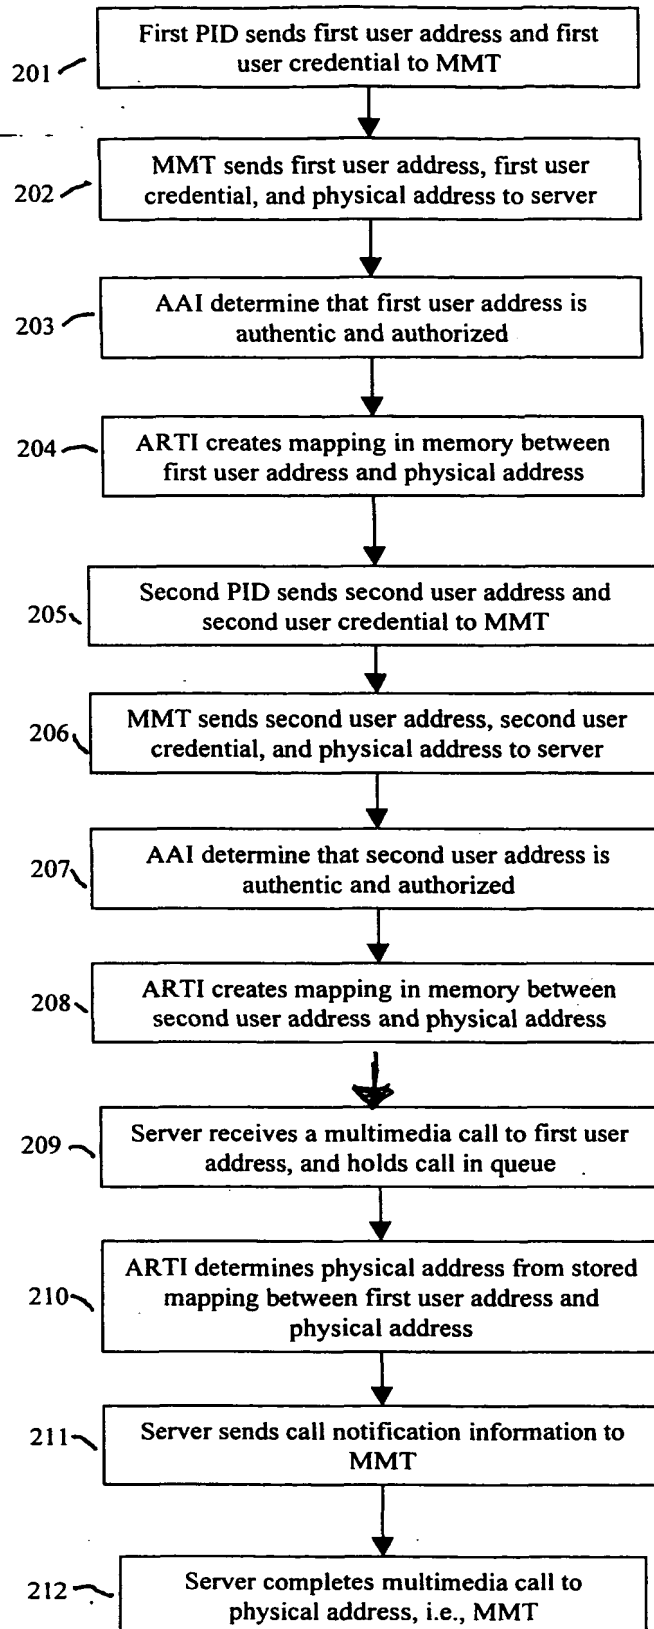 First PID sends first user address and first
user credential to MMT
201
MMT sends first user address, first user
credential, and physical address to server
202
AAI determine that first user address is
authentic and authorized
203
ARTI creates mapping in memory between
first user address and physical address
204
Second PID sends second user address and
second user credential to MMT
205
MMT sends second user address, second user
credential, and physical address to server
206
AAI determine that second user address is
authentic and authorized
207
ARTI creates mapping in memory between
second user address and physical address
208
Server receives a multimedia call to first user
address, and holds call in queue
209
ARTI determines physical address from stored
mapping between first user address and
physical address
210
Server sends call notification information to
MMT
211
Server completes multimedia call to
physical address, i.e., MMT
212